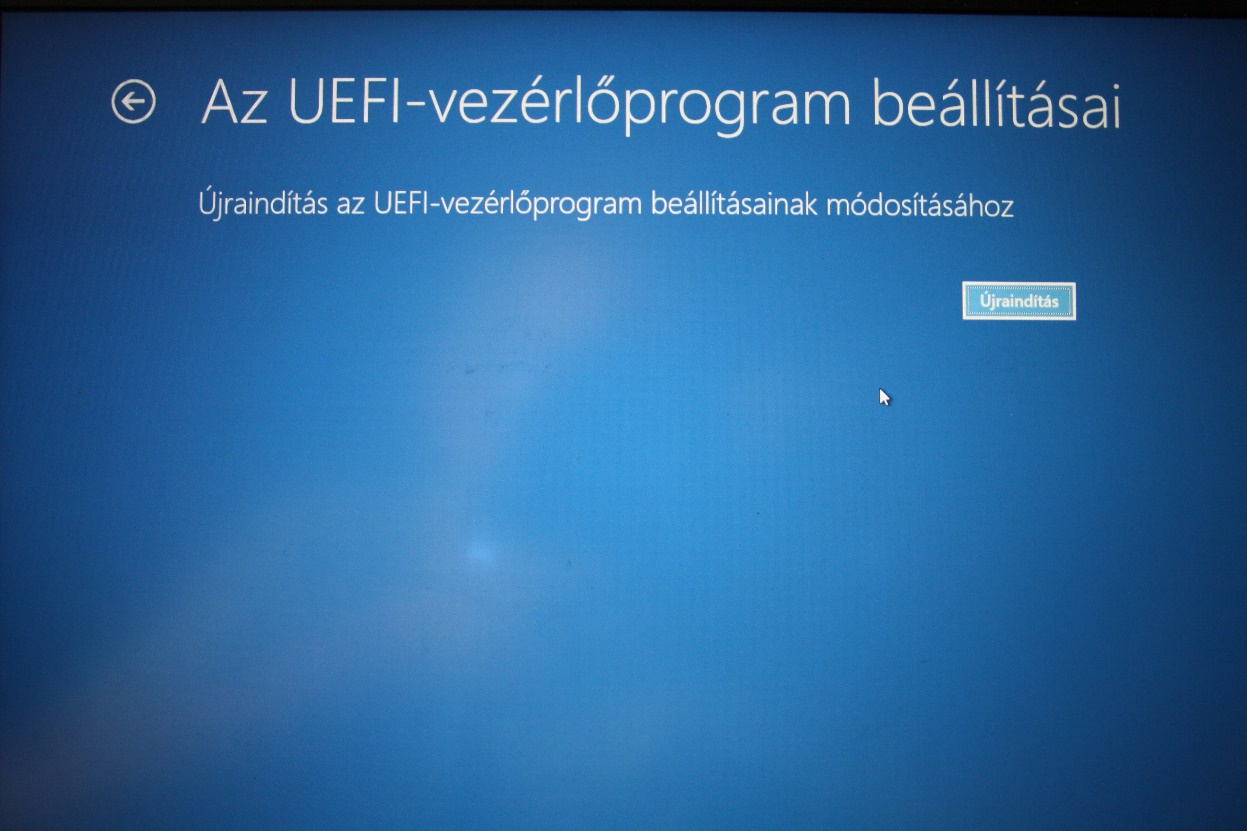 Az UEFI-vezérlőprogram beállításai
Újraindítás az UEFI-vezérlőprogram beállításainak módosításához
Újraindítás